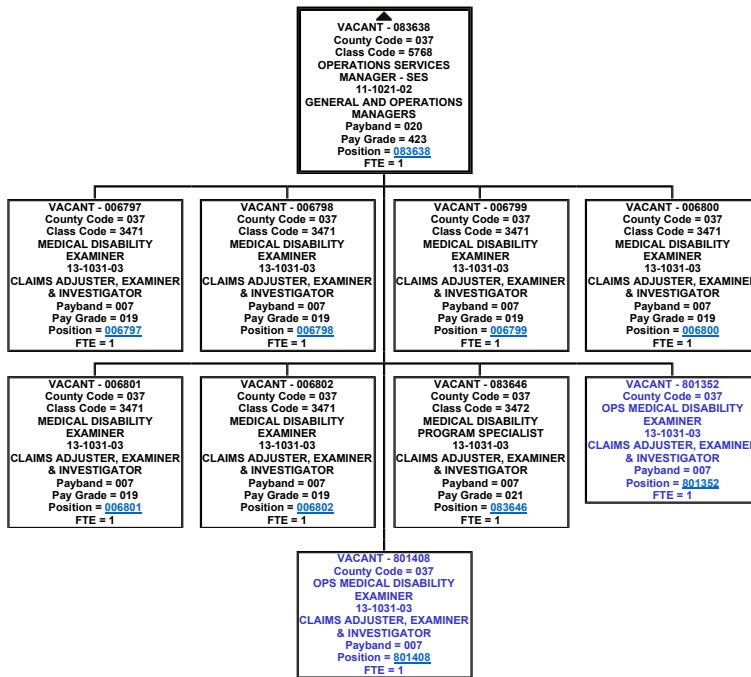 VACANT - 083638
County Code = 037
Class Code = 5768
OPERATIONS SERVICES
MANAGER - SES
11-1021-02
GENERAL AND OPERATIONS
MANAGERS
Payband = 020
Pay Grade = 423
Position = 083638
FTE = 1
VACANT - 006797
County Code = 037
Class Code = 3471
MEDICAL DISABILITY
EXAMINER
13-1031-03
CLAIMS ADJUSTER, EXAMINER
& INVESTIGATOR
Payband = 007
Pay Grade = 019
Position = 006797
FTE = 1
VACANT - 006798
County Code = 037
Class Code = 3471
MEDICAL DISABILITY
EXAMINER
13-1031-03
CLAIMS ADJUSTER, EXAMINER
& INVESTIGATOR
Payband = 007
Pay Grade = 019
Position = 006798
FTE = 1
VACANT - 006799
County Code = 037
Class Code = 3471
MEDICAL DISABILITY
EXAMINER
13-1031-03
CLAIMS ADJUSTER, EXAMINER
& INVESTIGATOR
Payband = 007
Pay Grade = 019
Position = 006799
FTE = 1
VACANT - 006800
County Code = 037
Class Code = 3471
MEDICAL DISABILITY
EXAMINER
13-1031-03
CLAIMS ADJUSTER, EXAMINER
& INVESTIGATOR
Payband = 007
Pay Grade = 019
Position = 006800
FTE = 1
VACANT - 006801
County Code = 037
Class Code = 3471
MEDICAL DISABILITY
EXAMINER
13-1031-03
CLAIMS ADJUSTER, EXAMINER
& INVESTIGATOR
Payband = 007
Pay Grade = 019
Position = 006801
FTE = 1
VACANT - 006802
County Code = 037
Class Code = 3471
MEDICAL DISABILITY
EXAMINER
13-1031-03
CLAIMS ADJUSTER, EXAMINER
& INVESTIGATOR
Payband = 007
Pay Grade = 019
Position = 006802
FTE = 1
VACANT - 083646
County Code = 037
Class Code = 3472
MEDICAL DISABILITY
PROGRAM SPECIALIST
13-1031-03
CLAIMS ADJUSTER, EXAMINER
& INVESTIGATOR
Payband = 007
Pay Grade = 021
Position = 083646
FTE = 1
VACANT - 801352
County Code = 037
OPS MEDICAL DISABILITY
EXAMINER
13-1031-03
CLAIMS ADJUSTER, EXAMINER
& INVESTIGATOR
Payband = 007
Position = 801352
FTE = 1
VACANT - 801408
County Code = 037
OPS MEDICAL DISABILITY
EXAMINER
13-1031-03
CLAIMS ADJUSTER, EXAMINER
& INVESTIGATOR
Payband = 007
Position = 801408
FTE = 1